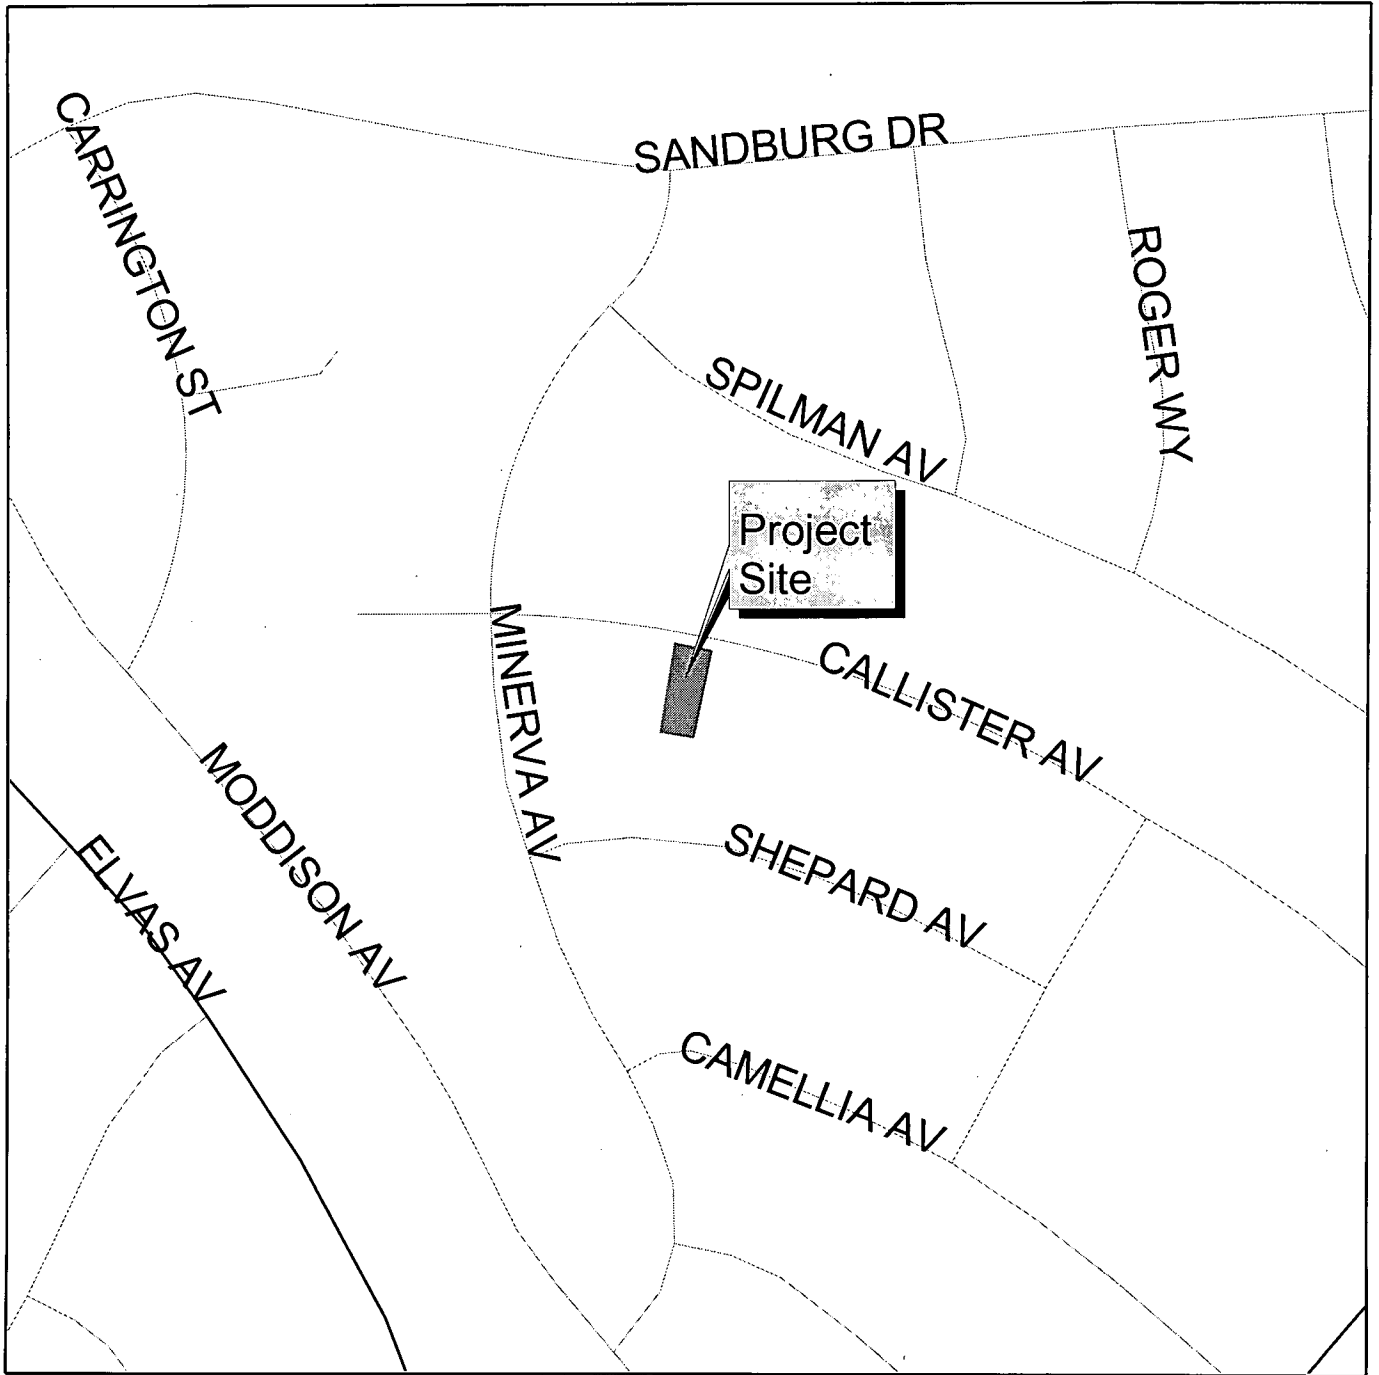 CARRINGTON ST
SANDBURG DR
ROGER WY
SPILMAN AV
Project
Site
MINERVA AV
CALLISTER AV
MODDISON AV
ELVAS AV
SHEPARD AV
CAMELLIA AV